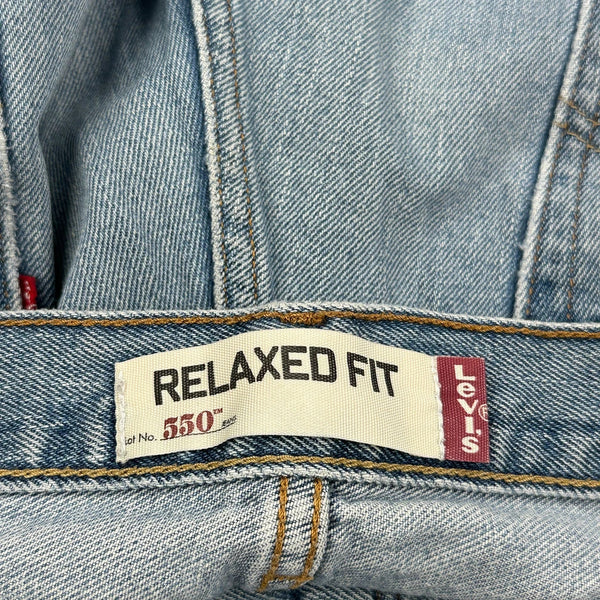 RELAXED FIT
Lot No. 550™
Levi's®